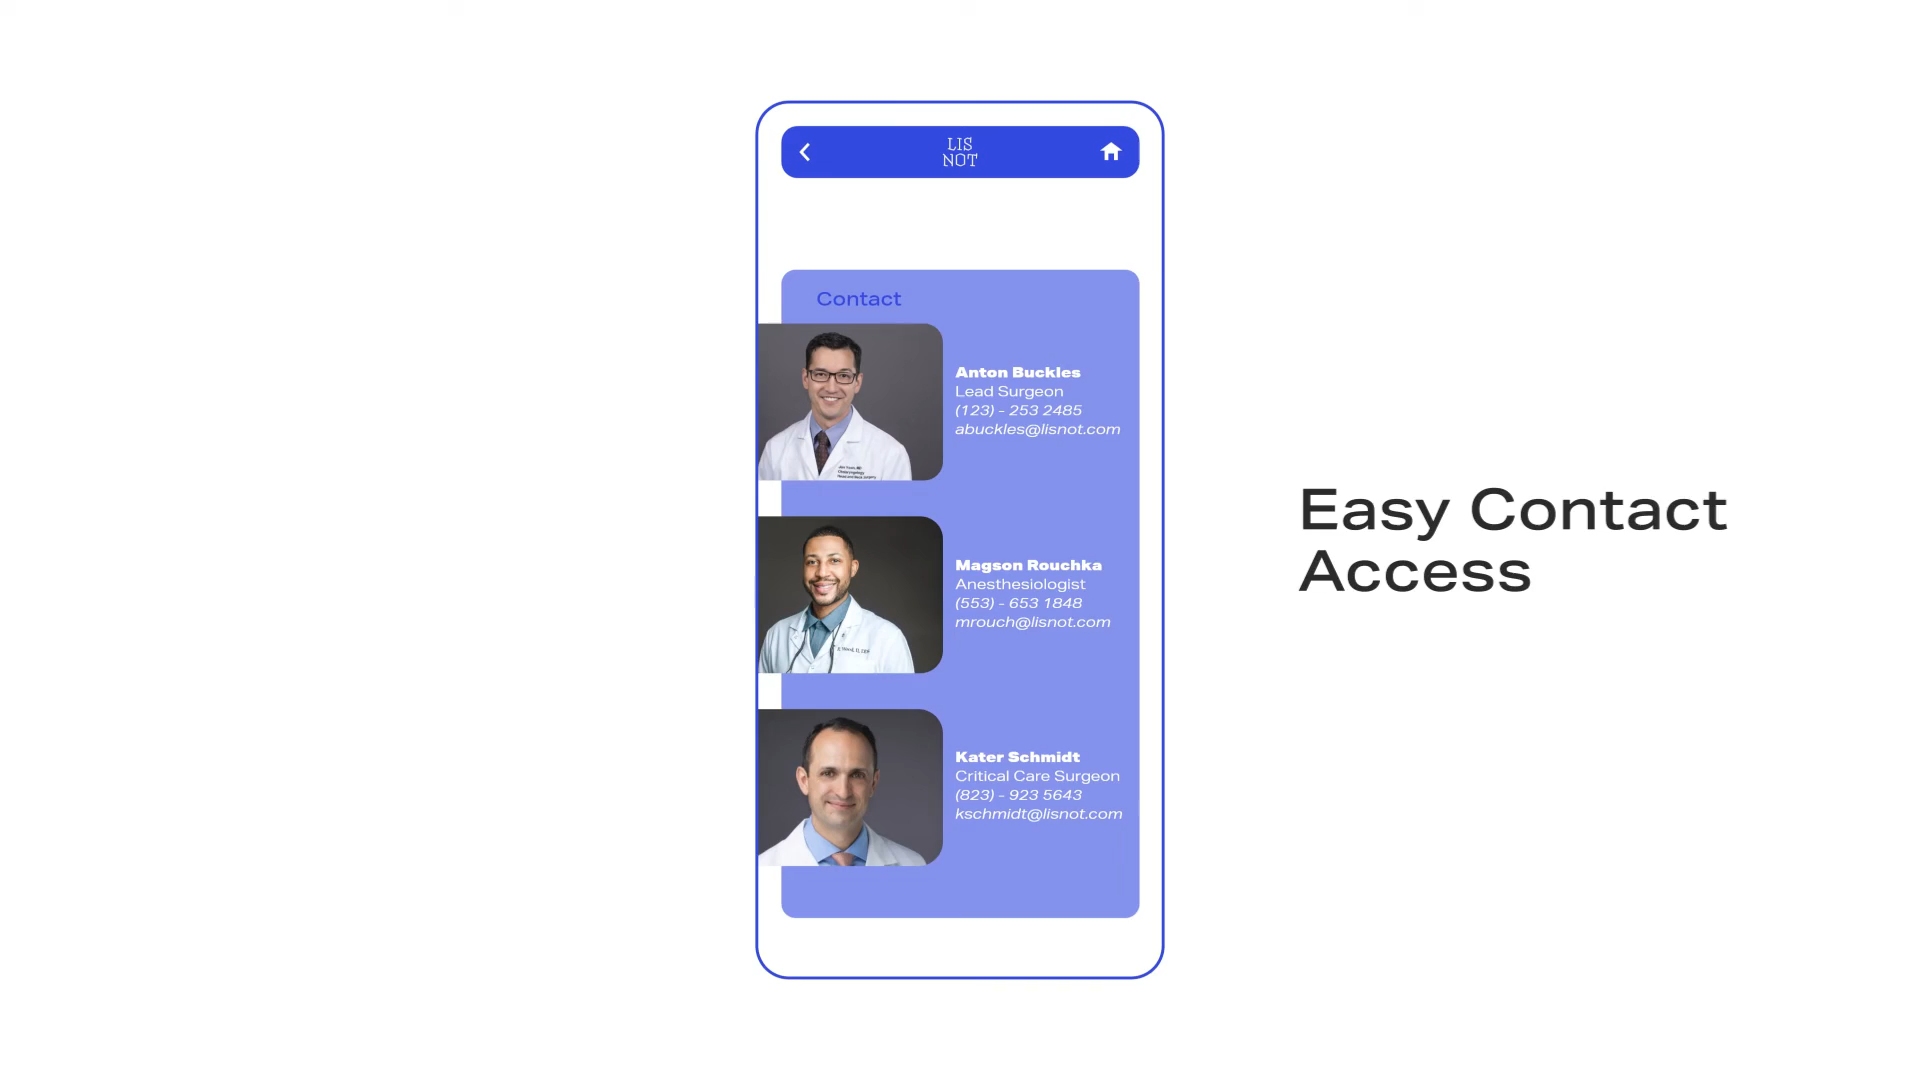 LIS
NOT
Contact
Anton Buckles
Lead Surgeon
(123) - 253 2485
abuckles@lisnot.com
Magson Rouchka
Anesthesiologist
(553) - 653 1848
mrouch@lisnot.com
Kater Schmidt
Critical Care Surgeon
(823) - 923 5643
kschmidt@lisnot.com
Easy Contact
Access